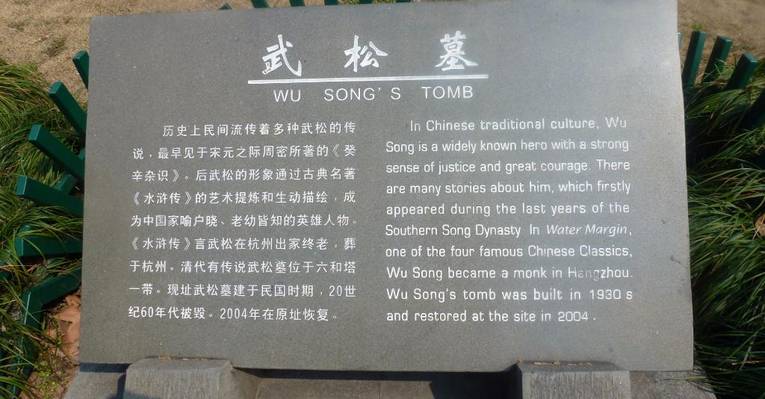 武松墓
WU SONG'S TOMB
历史上民间流传着多种武松的传
说，最早见于宋元之际周密所著的《癸
辛杂识》。后武松的形象通过古典名著
《水浒传》的艺术提炼和生动描绘，成
为中国家喻户晓、老幼皆知的英雄人物。
《水浒传》言武松在杭州出家终老，葬
于杭州。清代有传说武松墓位于六和塔
一带。现址武松墓建于民国时期，20世
纪60年代被毁。2004年在原址恢复。
In Chinese traditional culture, Wu
Song is a widely known hero with a strong
sense of justice and great courage. There
are many stories about him, which firstly
appeared during the last years of the
Southern Song Dynasty In Water Margin,
one of the four famous Chinese Classics,
Wu Song became a monk in Hangzhou.
Wu Song's tomb was built in 1930's
and restored at the site in 2004.